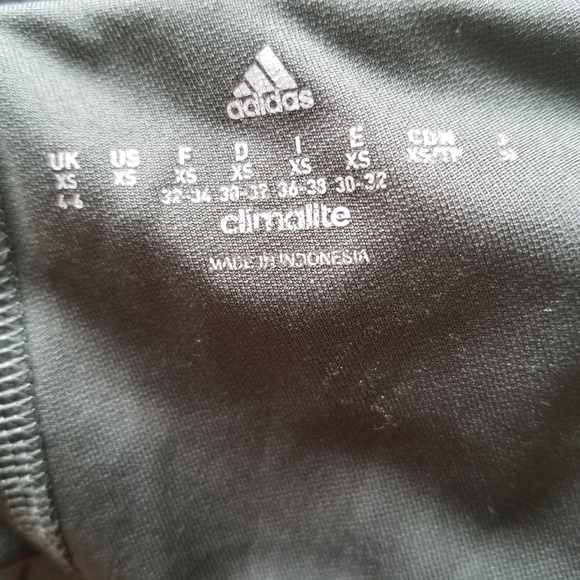 adidas
UK US F D I E CDN J
XS XS XS XS XS XS XS/TP
4-6 32-34 30-32 36-38 30-32
climalite
MADE IN INDONESIA